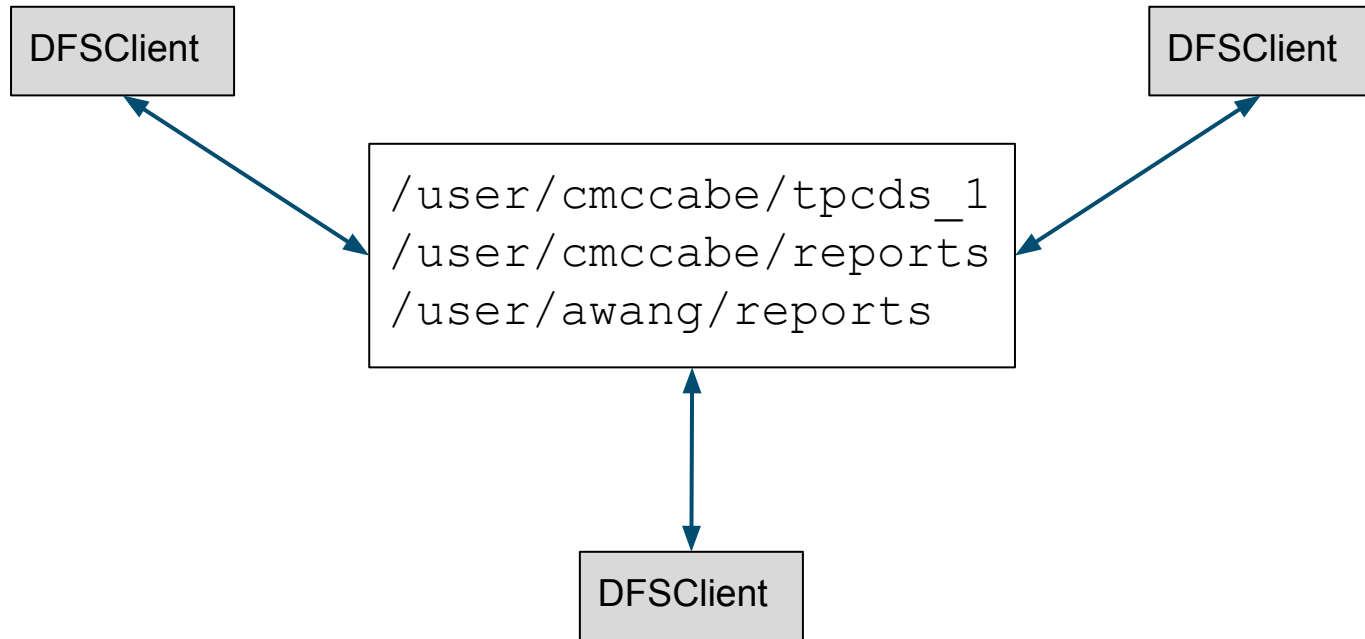 DFSClient
DFSClient
/user/cmccabe/tpcds_1
/user/cmccabe/reports
/user/awang/reports
DFSClient